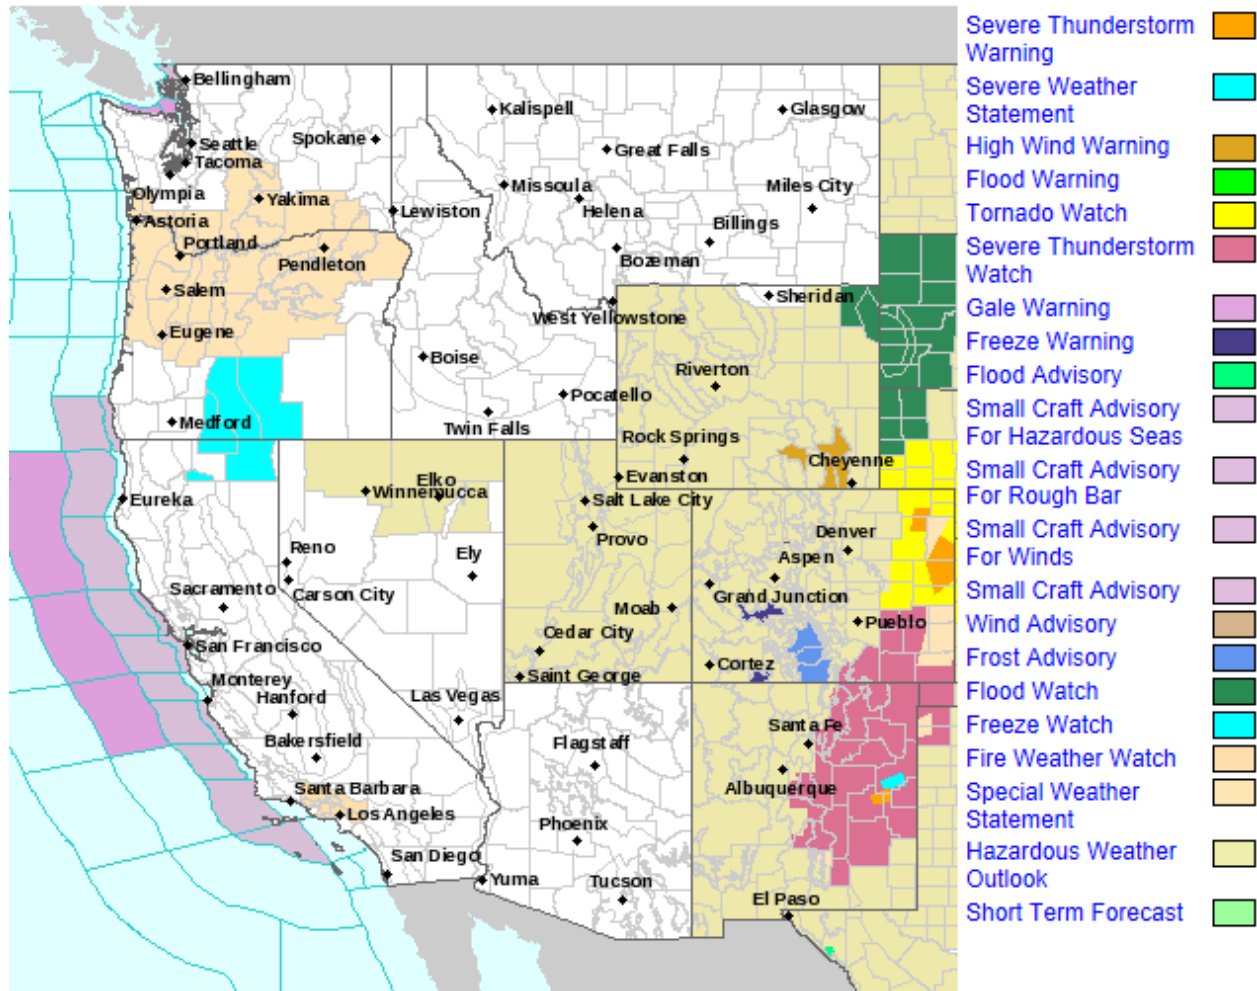 Bellingham
Kalispell
Glasgow
Seattle
Spokane
Great Falls
Tacoma
Olympia
Missoula
Miles City
Yakima
Lewiston
Helena
Astoria
Billings
Portland
Pendleton
Bozeman
Salem
Sheridan
West Yellowstone
Eugene
Boise
Riverton
Pocatello
Medford
Twin Falls
Rock Springs
Cheyenne
Elko
Evanston
Winnemucca
Eureka
Salt Lake City
Denver
Provo
Reno
Ely
Aspen
Sacramento
Carson City
Grand Junction
Moab
Pueblo
Cedar City
San Francisco
Cortez
Saint George
Monterey
Hanford
Las Vegas
Santa Fe
Bakersfield
Flagstaff
Santa Barbara
Albuquerque
Los Angeles
Phoenix
San Diego
Yuma
Tucson
El Paso
Severe Thunderstorm
Warning
Severe Weather
Statement
High Wind Warning
Flood Warning
Tornado Watch
Severe Thunderstorm
Watch
Gale Warning
Freeze Warning
Flood Advisory
Small Craft Advisory
For Hazardous Seas
Small Craft Advisory
For Rough Bar
Small Craft Advisory
For Winds
Small Craft Advisory
Wind Advisory
Frost Advisory
Flood Watch
Freeze Watch
Fire Weather Watch
Special Weather
Statement
Hazardous Weather
Outlook
Short Term Forecast